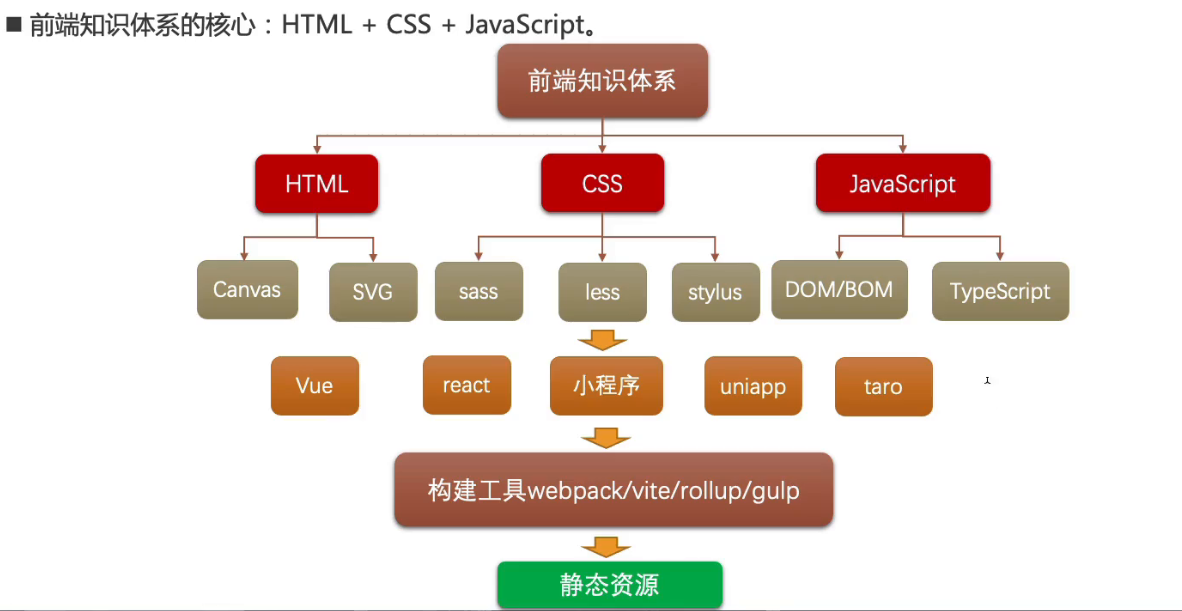 ■ 前端知识体系的核心：HTML + CSS + JavaScript。
前端知识体系
HTML
CSS
JavaScript
Canvas
SVG
sass
less
stylus
DOM/BOM
TypeScript
Vue
react
小程序
uniapp
taro
构建工具webpack/vite/rollup/gulp
静态资源